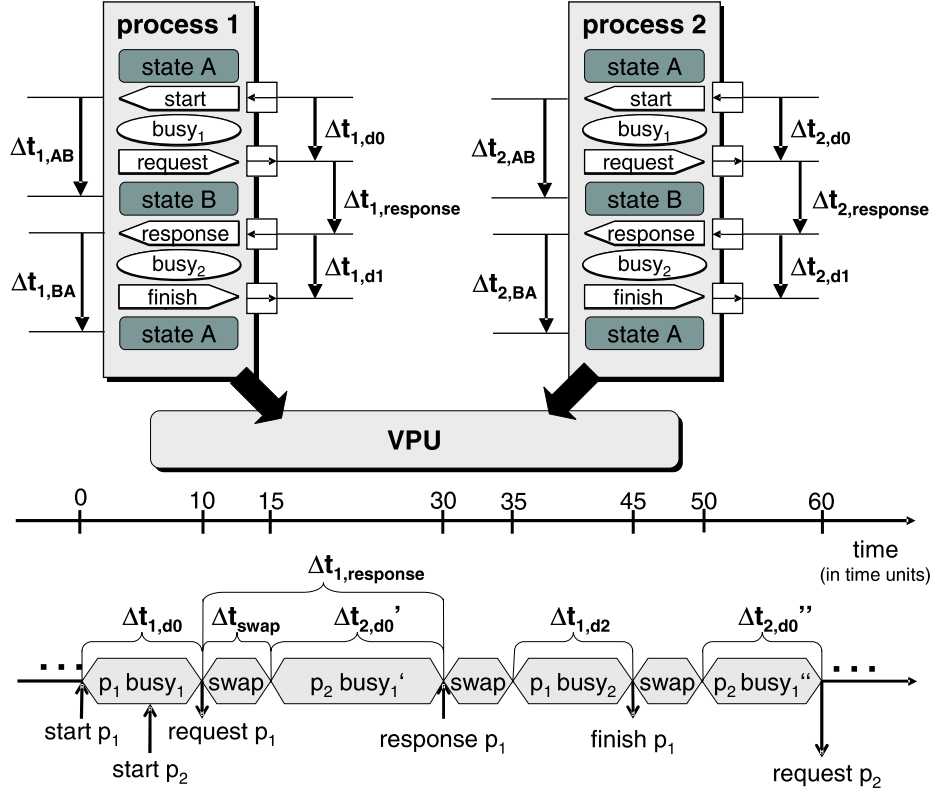 process 1
process 2
state A
state A
start
start
busy₁
busy₁
Δt1,AB
Δt1,d0
Δt2,AB
Δt2,d0
request
request
state B
state B
Δt1,response
Δt2,response
response
response
busy₂
busy₂
Δt1,BA
Δt1,d1
Δt2,BA
Δt2,d1
finish
finish
state A
state A
VPU
0 10 15 30 35 45 50 60
time
(in time units)
Δt1,response
Δt1,d0 Δtswap Δt2,d0’ Δt1,d2 Δt2,d0’’
... p₁ busy₁ swap p₂ busy₁‘ swap p₁ busy₂ swap p₂ busy₁“ ...
start p₁ request p₁ response p₁ finish p₁
start p₂ request p₂